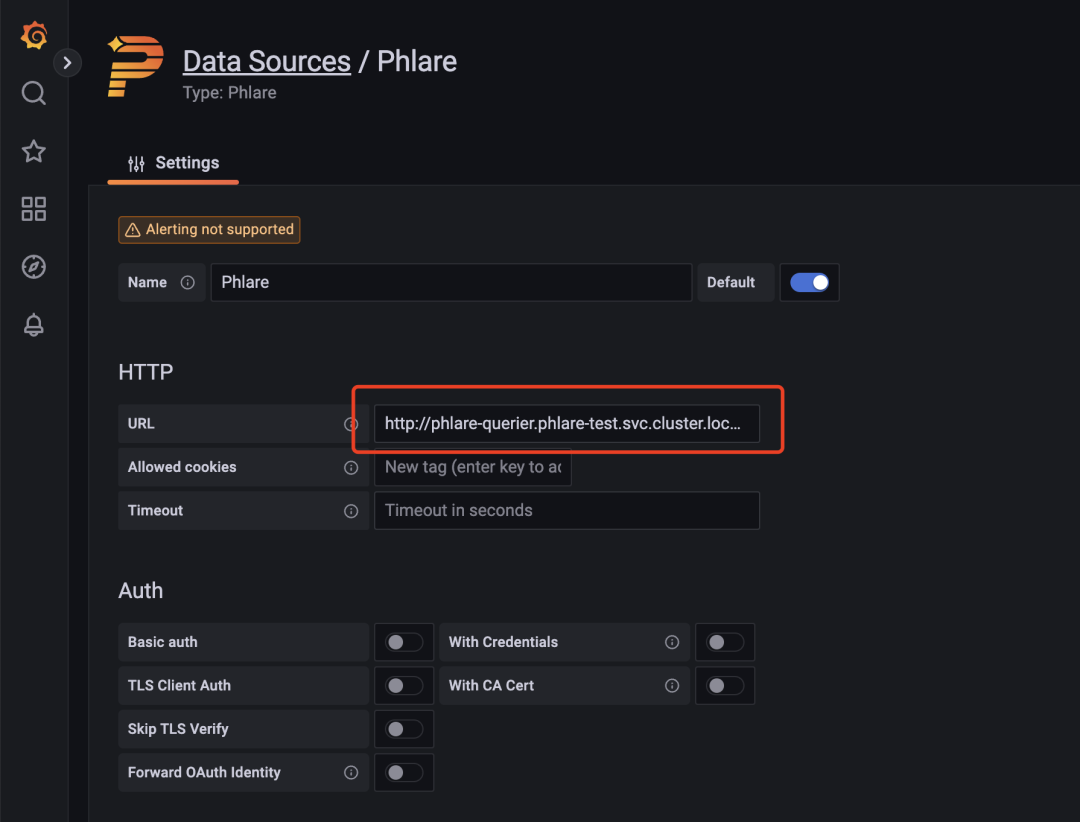 Data Sources / Phlare
Type: Phlare
Settings
Alerting not supported
Name
Phlare
Default
HTTP
URL
http://phlare-querier.phlare-test.svc.cluster.loc...
Allowed cookies
New tag (enter key to ac
Timeout
Timeout in seconds
Auth
Basic auth
With Credentials
TLS Client Auth
With CA Cert
Skip TLS Verify
Forward OAuth Identity